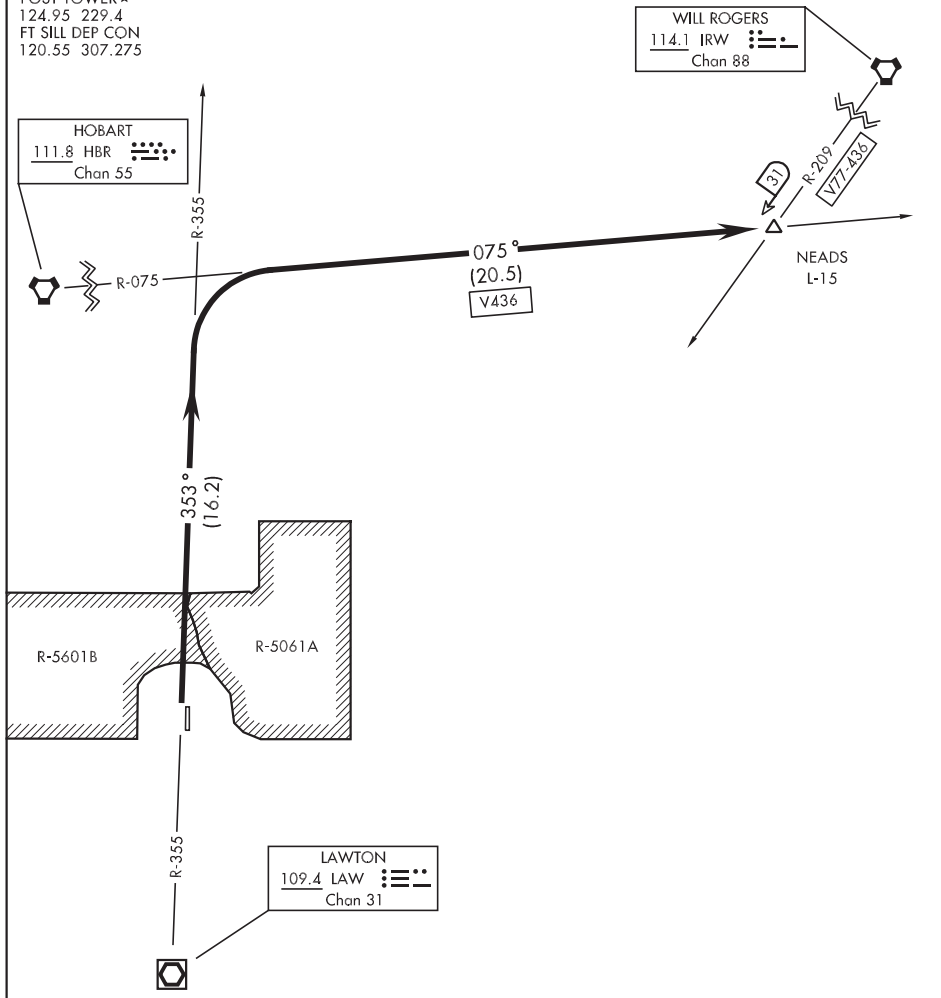 POST TOWER★
124.95 229.4
FT SILL DEP CON
120.55 307.275
WILL ROGERS
114.1 IRW
Chan 88
HOBART
111.8 HBR
Chan 55
R-355
R-209
V77-436
31
R-075
075°
(20.5)
V436
NEADS
L-15
353°
(16.2)
R-5601B
R-5061A
R-355
LAWTON
109.4 LAW
Chan 31